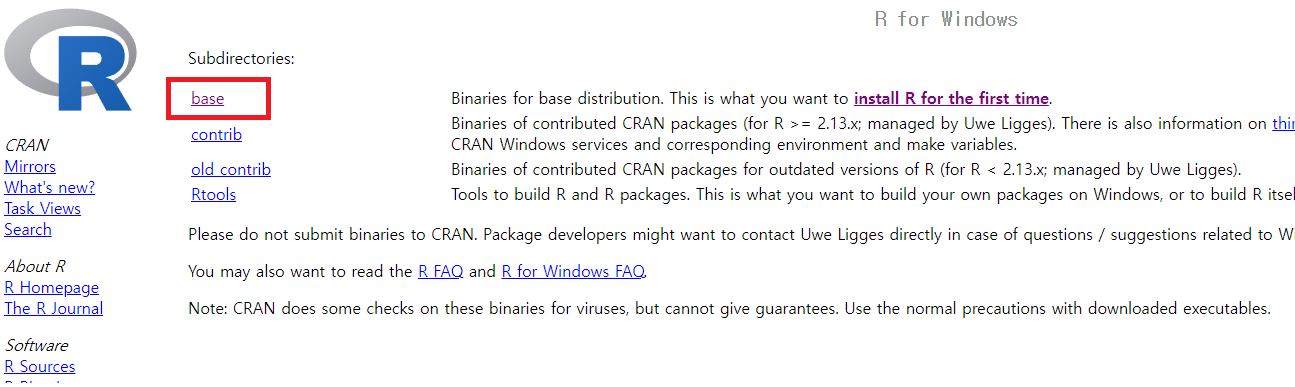 R
R for Windows
Subdirectories:
base Binaries for base distribution. This is what you want to install R for the first time.
contrib Binaries of contributed CRAN packages (for R >= 2.13.x; managed by Uwe Ligges). There is also information on
CRAN Windows services and corresponding environment and make variables.
old contrib Binaries of contributed CRAN packages for outdated versions of R (for R < 2.13.x; managed by Uwe Ligges).
Rtools Tools to build R and R packages. This is what you want to build your own packages on Windows, or to build R
Please do not submit binaries to CRAN. Package developers might want to contact Uwe Ligges directly in case of questions / suggestions related to
You may also want to read the R FAQ and R for Windows FAQ.
Note: CRAN does some checks on these binaries for viruses, but cannot give guarantees. Use the normal precautions with downloaded executables.
CRAN
Mirrors
What's new?
Task Views
Search
About R
R Homepage
The R Journal
Software
R Sources